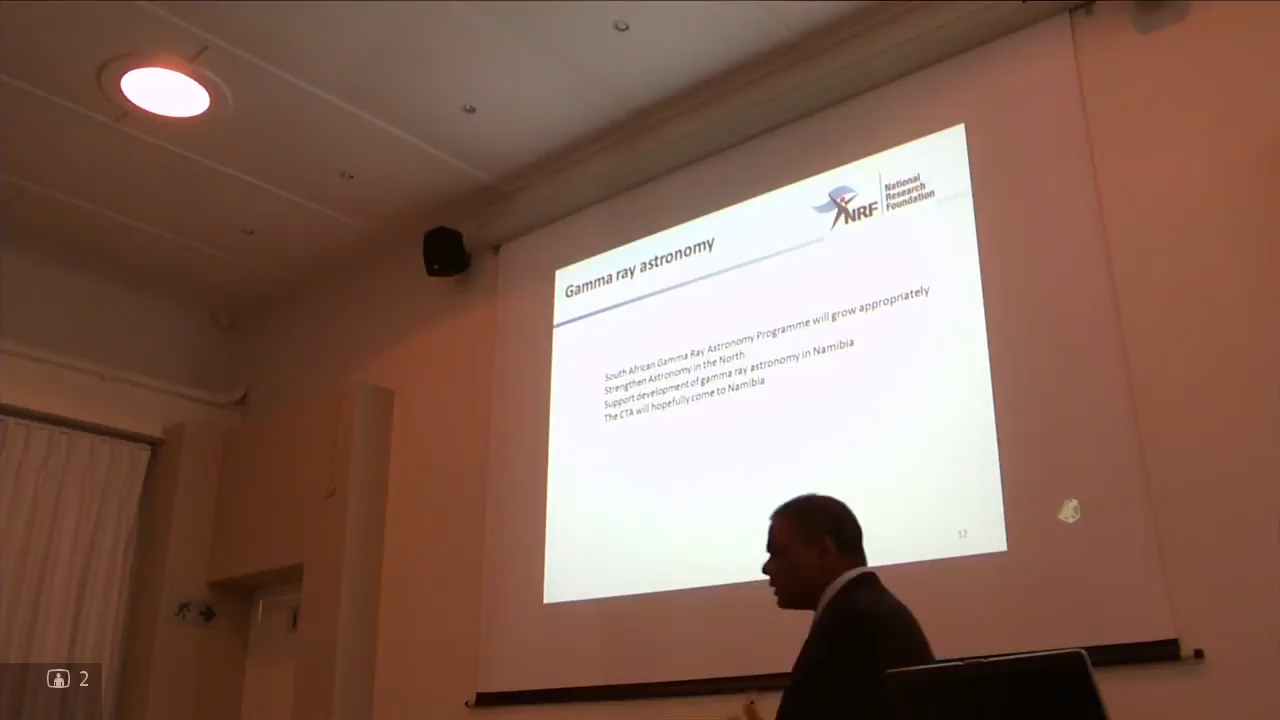 NRF
National
Research
Foundation
Gamma ray astronomy
South African Gamma Ray Astronomy Programme will grow appropriately
Strengthen Astronomy in the North
Support development of gamma ray astronomy in Namibia
The CTA will hopefully come to Namibia
12
2